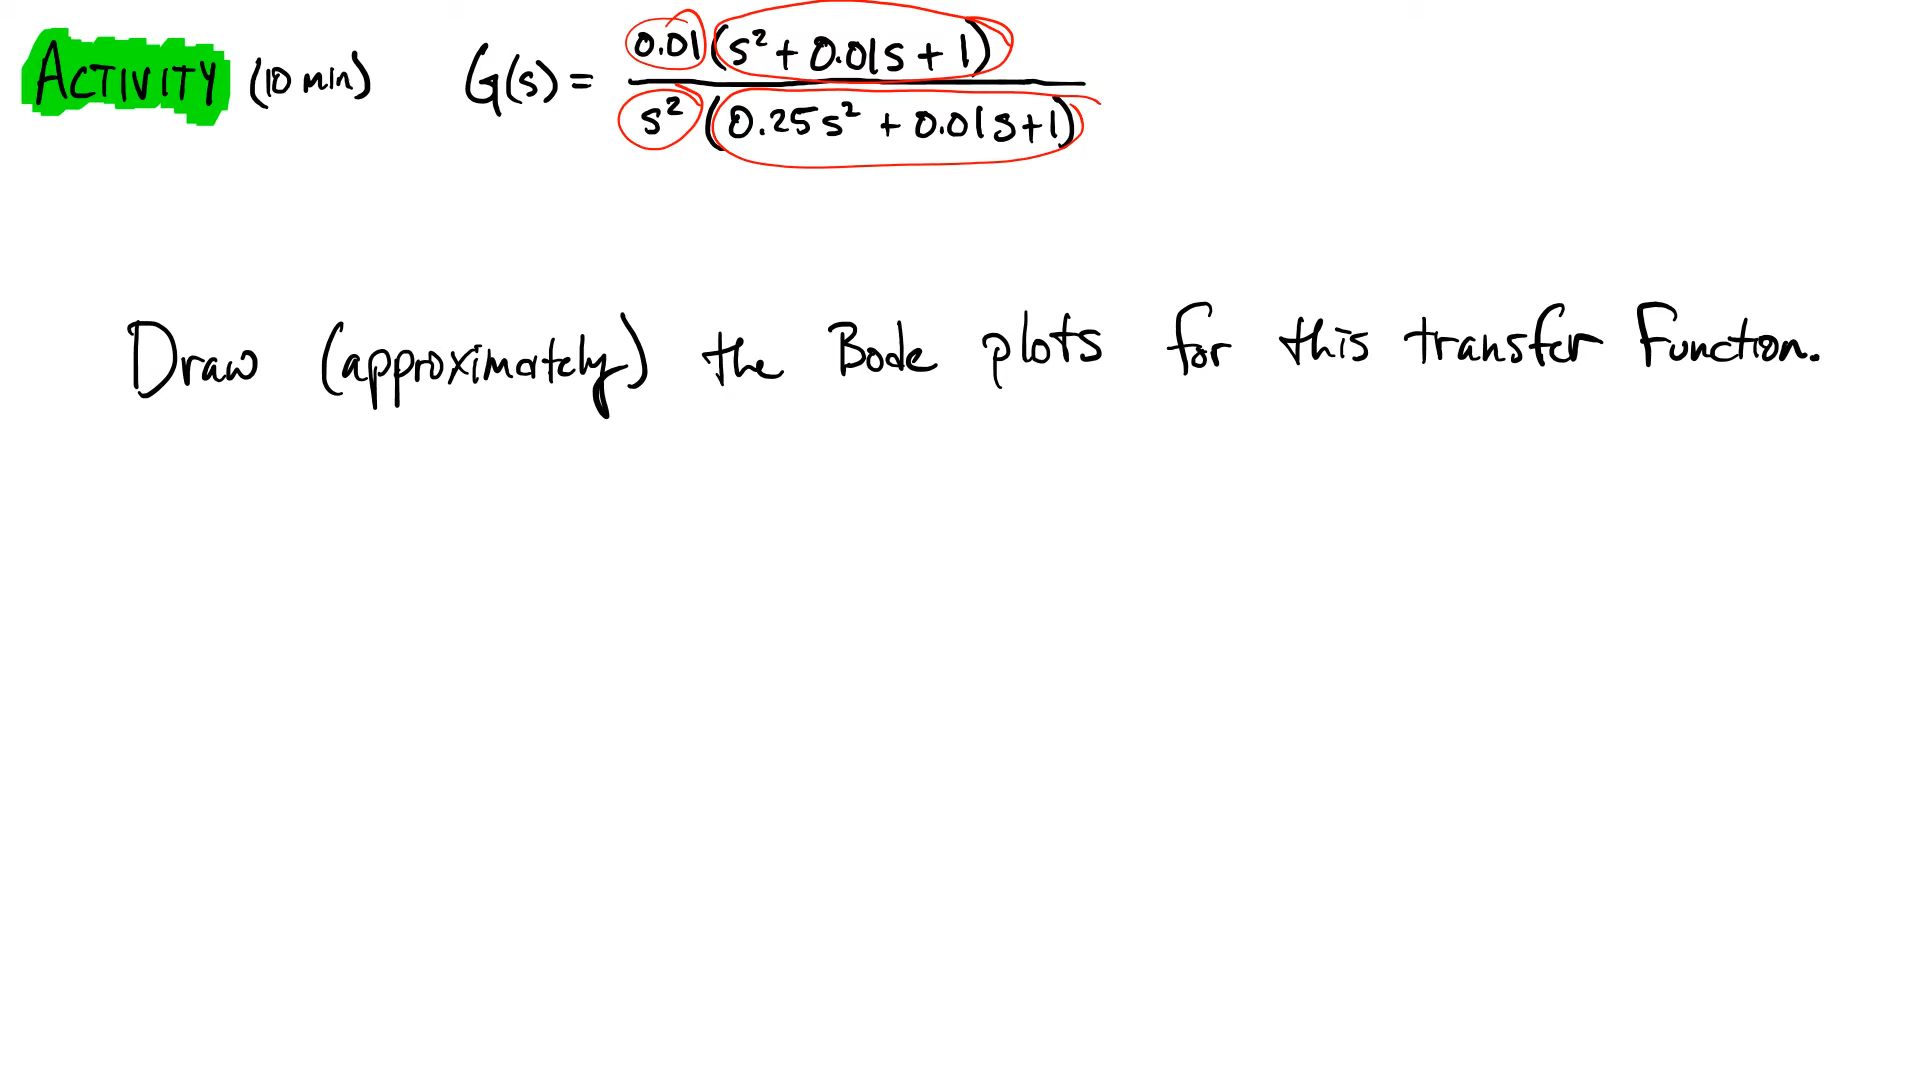 ACTIVITY (10 min) G(s) = 0.01 (s² + 0.01s + 1)
s² (0.25s² + 0.01s+1)
Draw (approximately) the Bode plots for this transfer function.